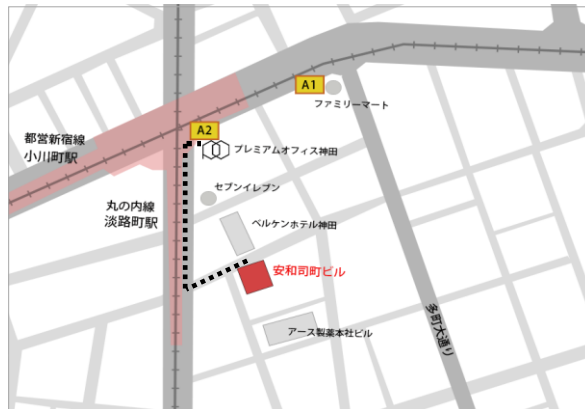 A1
ファミリーマート
A2
都営新宿線
小川町駅
プレミアムオフィス神田
セブンイレブン
丸の内線
淡路町駅
ベルケンホテル神田
安和司町ビル
多町大通り
アース製薬本社ビル